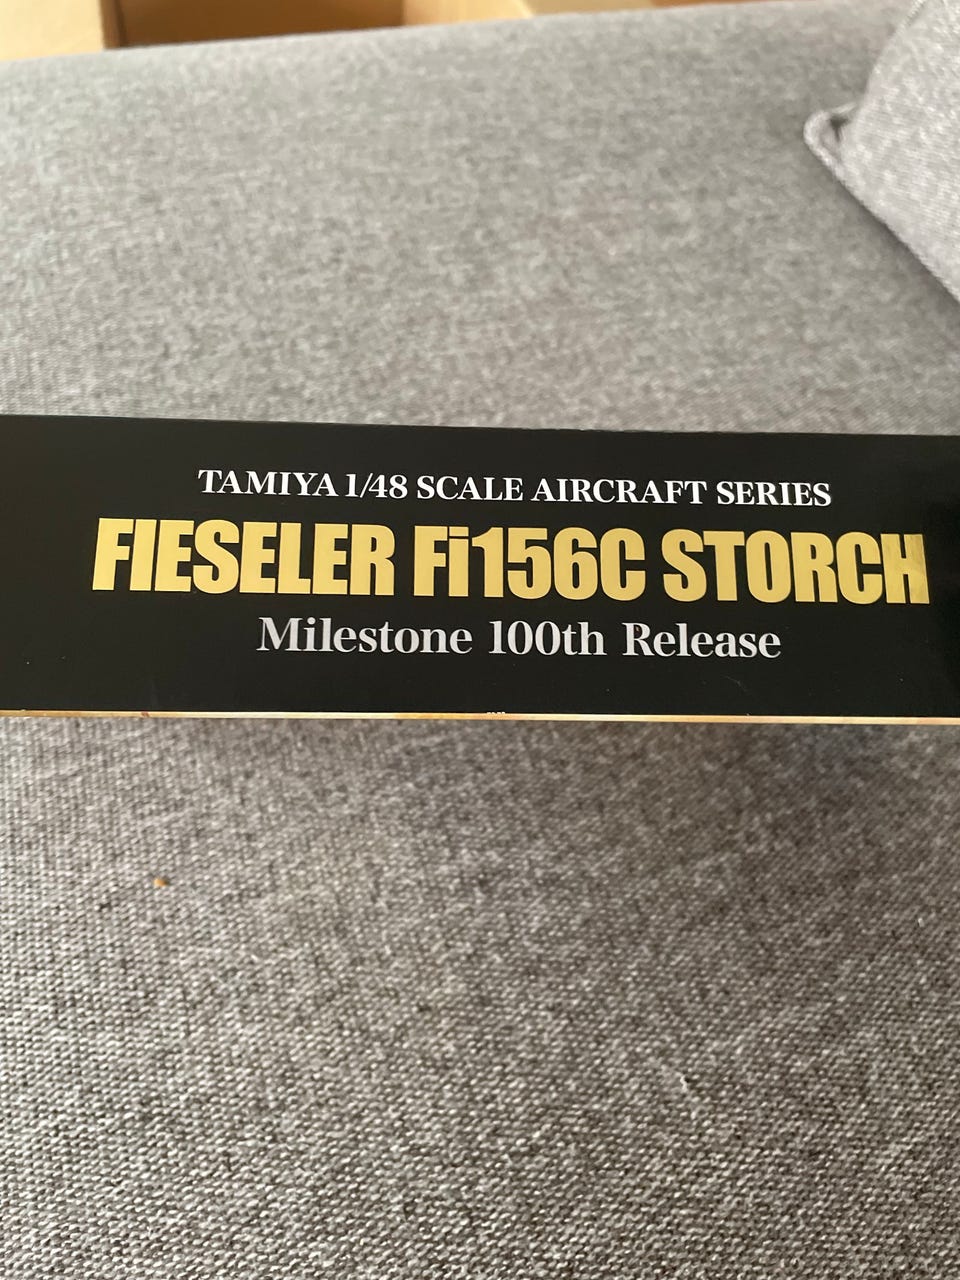 TAMIYA 1/48 SCALE AIRCRAFT SERIES
FIESELER Fi156C STORCH
Milestone 100th Release